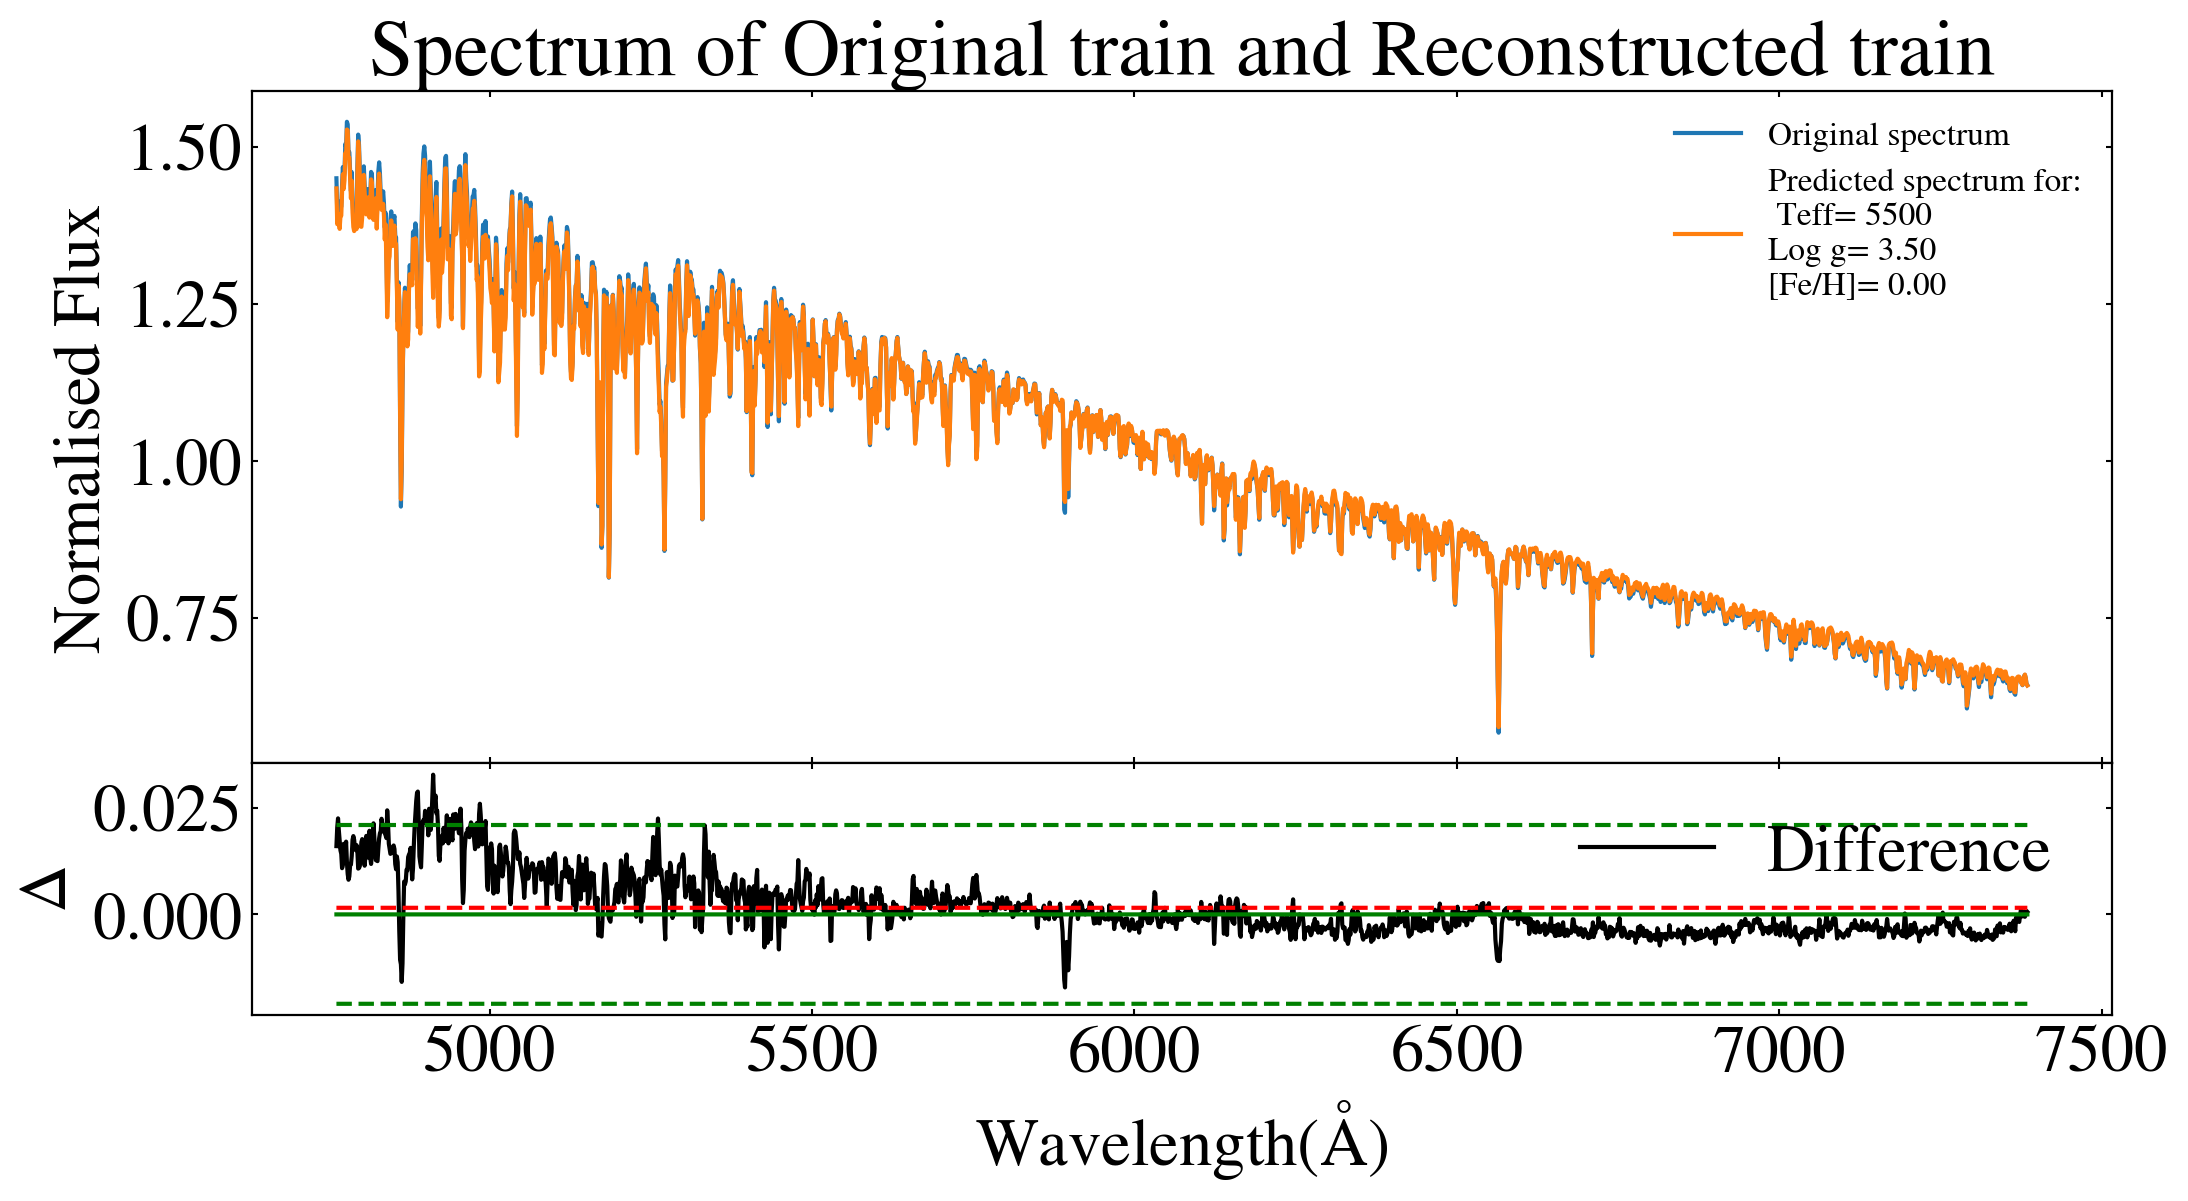 Spectrum of Original train and Reconstructed train
Normalised Flux
1.50
1.25
1.00
0.75
Original spectrum
Predicted spectrum for:
Teff= 5500
Log g= 3.50
[Fe/H]= 0.00
Δ
0.025
0.000
Difference
5000 5500 6000 6500 7000 7500
Wavelength(Å)